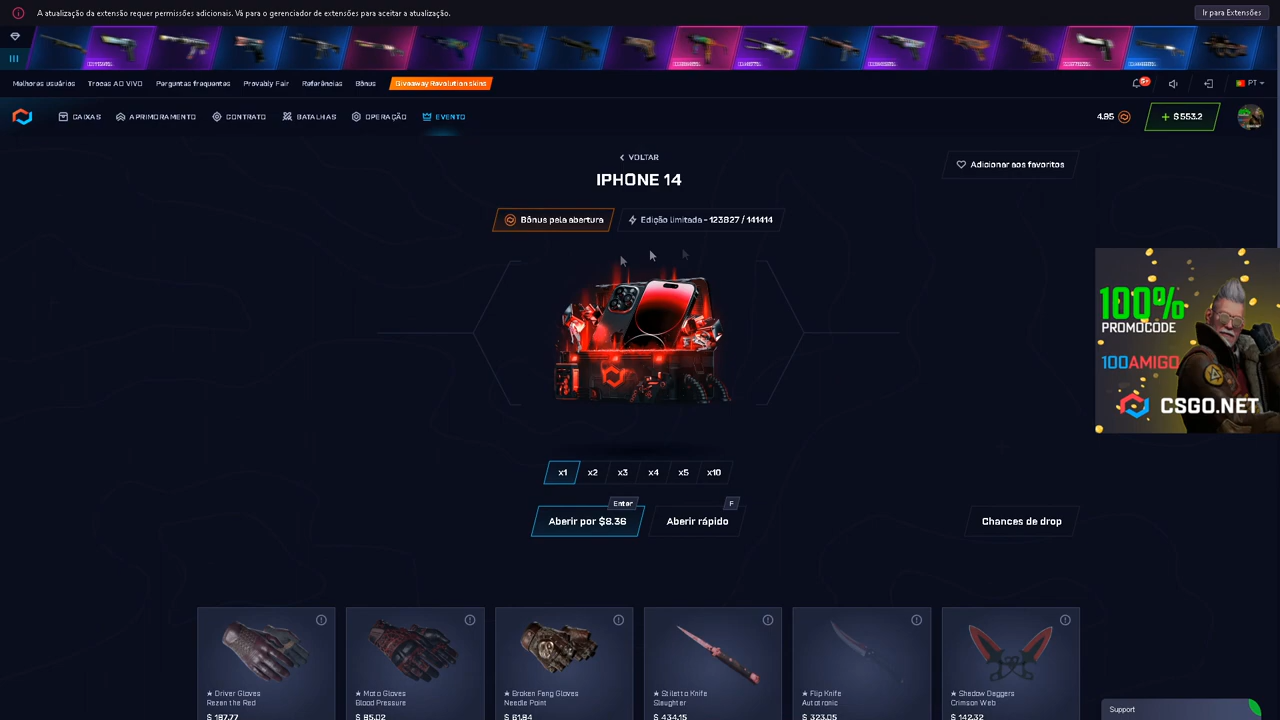 A atualização da extensão requer permissões adicionais. Vá para o gerenciador de extensões para aceitar a atualização.
Ir para Extensões
Melhores usuários
Trocas AO VIVO
Perguntas frequentes
Provably Fair
Referências
Bônus
Giveaway Revolution skins
5+
PT
CAIXAS
APRIMORAMENTO
CONTRATO
BATALHAS
OPERAÇÃO
EVENTO
4.95
+ $ 553.2
VOLTAR
IPHONE 14
Adicionar aos favoritos
Bônus pela abertura
Edição limitada - 123827 / 141414
100%
PROMOCODE
100AMIGO
CSGO.NET
x1
x2
x3
x4
x5
x10
Enter
F
Aberir por $8.36
Aberir rápido
Chances de drop
★ Driver Gloves
Rezan the Red
$ 187.77
★ Moto Gloves
Blood Pressure
$ 85.02
★ Broken Fang Gloves
Needle Point
$ 61.84
★ Stiletto Knife
Slaughter
$ 434.15
★ Flip Knife
Autotronic
$ 323.05
★ Shadow Daggers
Crimson Web
$ 142.32
Support